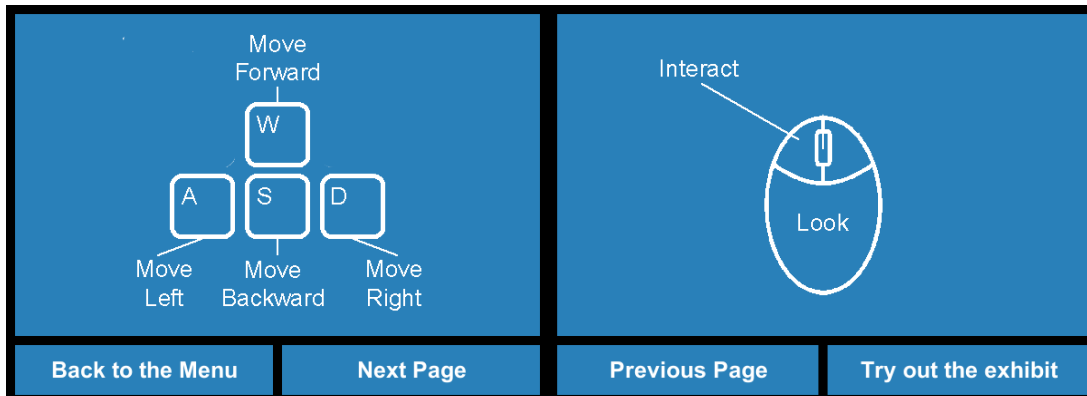 Move
Forward
W
A
S
D
Move
Left
Move
Backward
Move
Right
Back to the Menu
Next Page
Interact
Look
Previous Page
Try out the exhibit